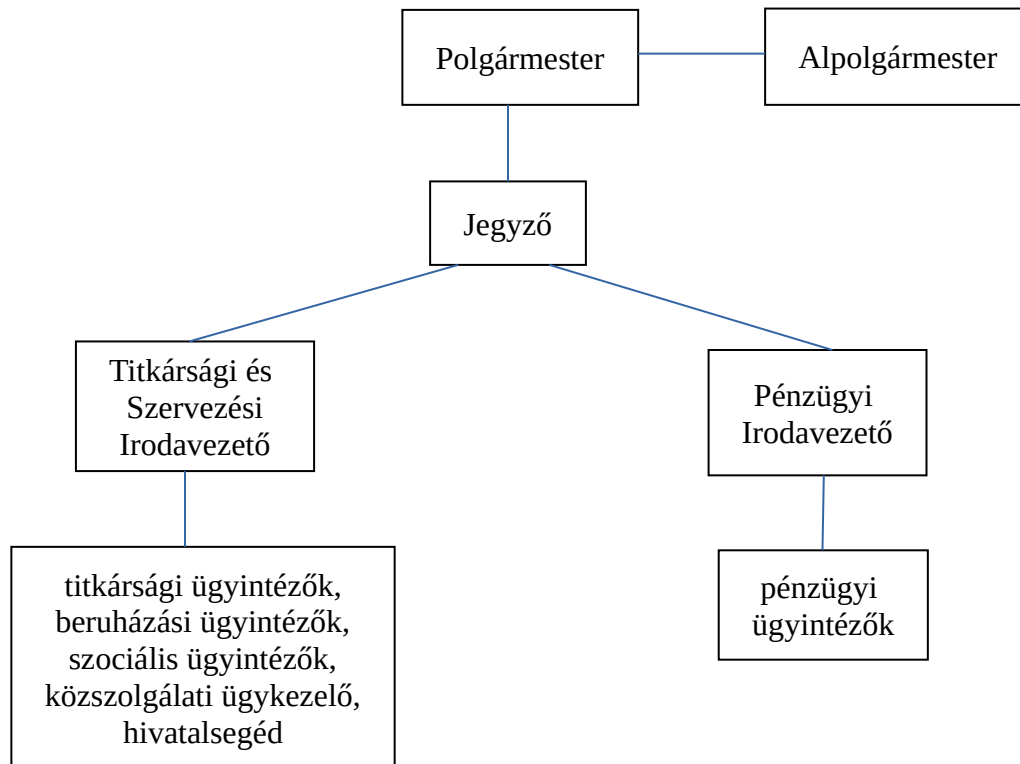 Polgármester
Alpolgármester
Jegyző
Titkársági és
Szervezési
Irodavezető
Pénzügyi
Irodavezető
titkársági ügyintézők,
beruházási ügyintézők,
szociális ügyintézők,
közszolgálati ügykezelő,
hivatalsegéd
pénzügyi
ügyintézők